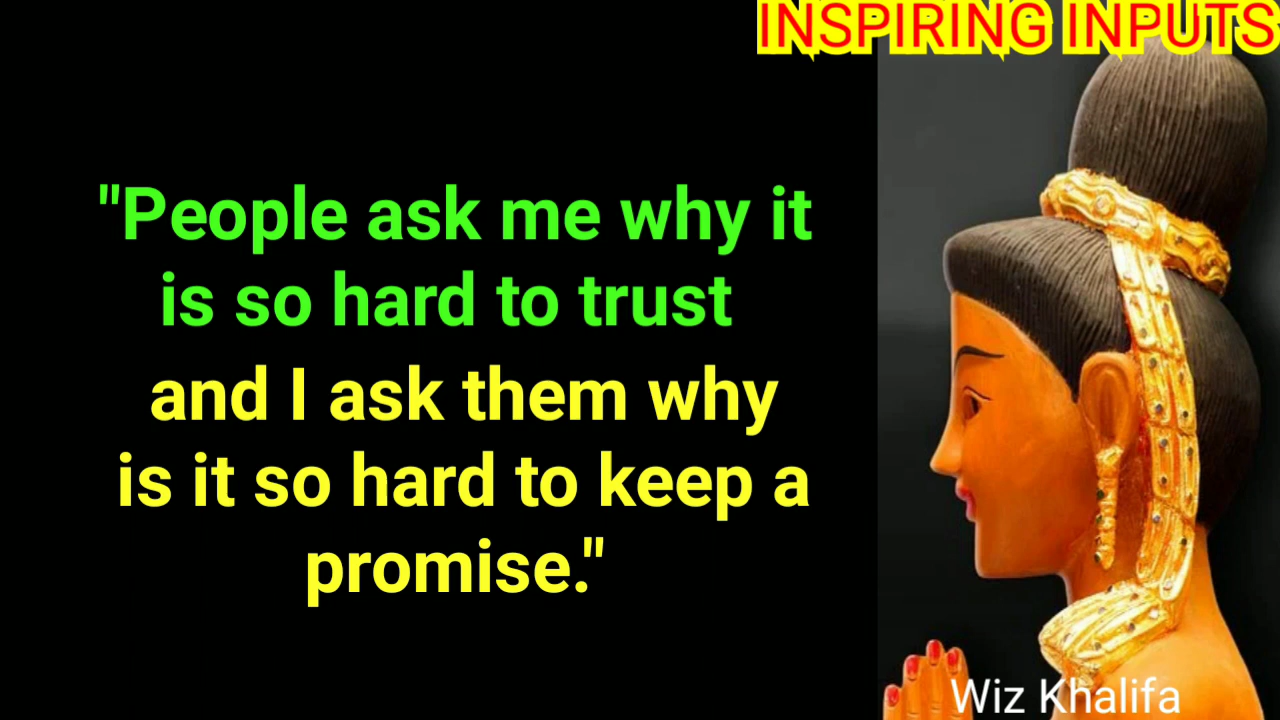 INSPIRING INPUTS
"People ask me why it
is so hard to trust
and I ask them why
is it so hard to keep a
promise."
Wiz Khalifa